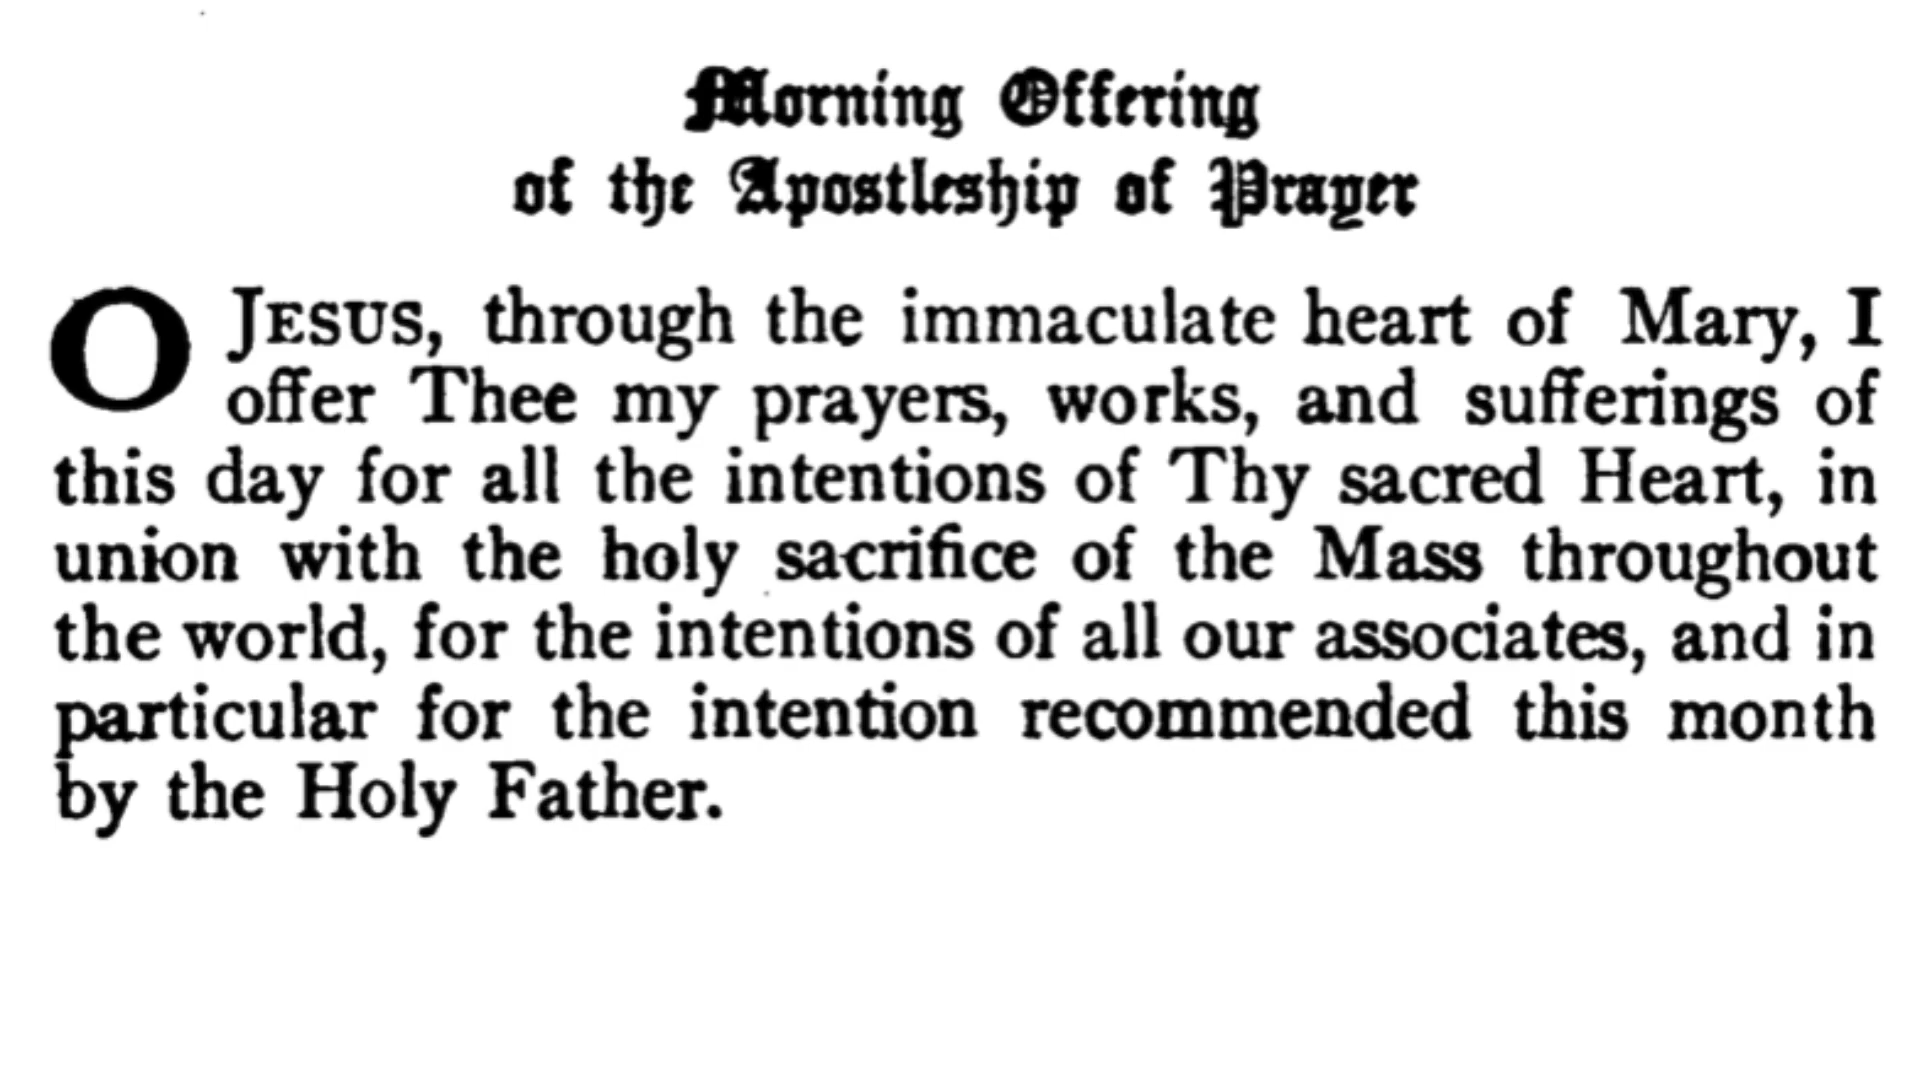 Morning Offering
of the Apostleship of Prayer
O JESUS, through the immaculate heart of Mary, I
offer Thee my prayers, works, and sufferings of
this day for all the intentions of Thy sacred Heart, in
union with the holy sacrifice of the Mass throughout
the world, for the intentions of all our associates, and in
particular for the intention recommended this month
by the Holy Father.